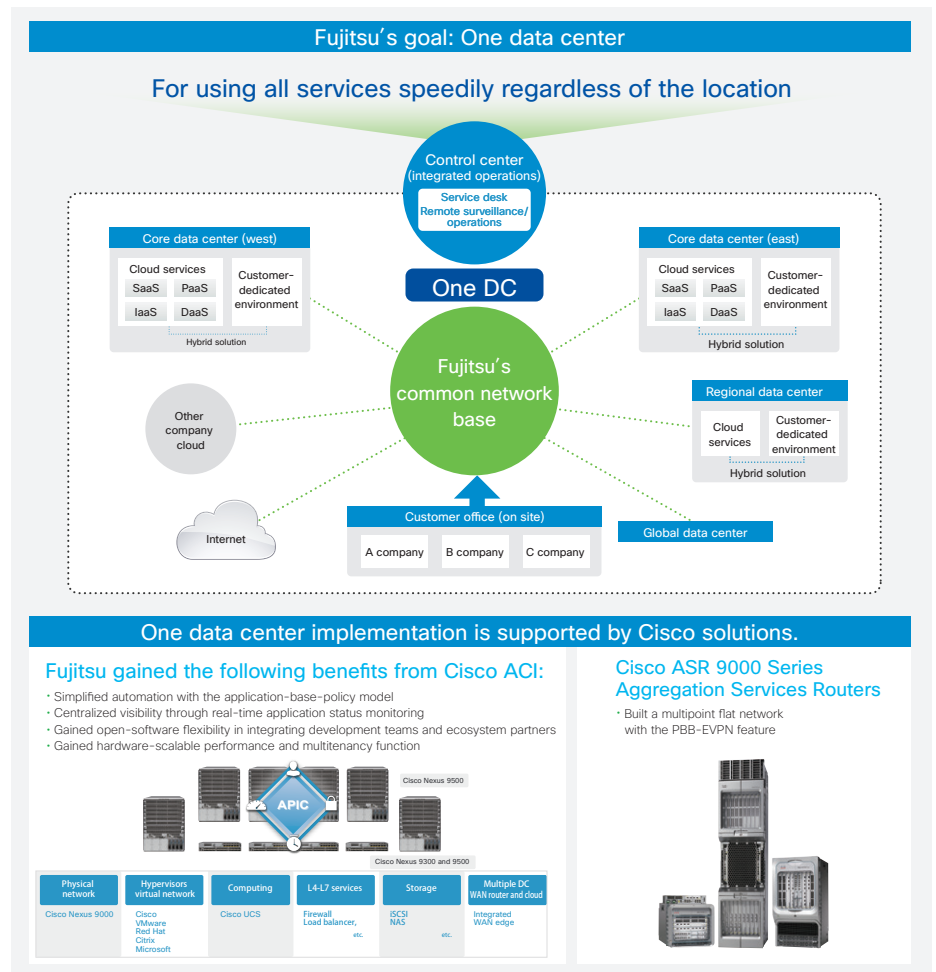 Fujitsu's goal: One data center
For using all services speedily regardless of the location
Control center
(integrated operations)
Service desk
Remote surveillance/
operations
Core data center (west)
Cloud services
SaaS
PaaS
IaaS
DaaS
Customer-
dedicated
environment
Hybrid solution
Core data center (east)
Cloud services
SaaS
PaaS
IaaS
DaaS
Customer-
dedicated
environment
Hybrid solution
One DC
Fujitsu's
common network
base
Other
company
cloud
Regional data center
Cloud
services
Customer-
dedicated
environment
Hybrid solution
Internet
Customer office (on site)
A company
B company
C company
Global data center
One data center implementation is supported by Cisco solutions.
Fujitsu gained the following benefits from Cisco ACI:
・Simplified automation with the application-base-policy model
・Centralized visibility through real-time application status monitoring
・Gained open-software flexibility in integrating development teams and ecosystem partners
・Gained hardware-scalable performance and multitenancy function
APIC
Cisco Nexus 9500
Cisco Nexus 9300 and 9500
Physical
network
Cisco Nexus 9000
Hypervisors
virtual network
Cisco
VMware
Red Hat
Citrix
Microsoft
Computing
Cisco UCS
L4-L7 services
Firewall
Load balancer,
etc.
Storage
iSCSI
NAS
etc.
Multiple DC
WAN router and cloud
Integrated
WAN edge
Cisco ASR 9000 Series
Aggregation Services Routers
・Built a multipoint flat network
with the PBB-EVPN feature